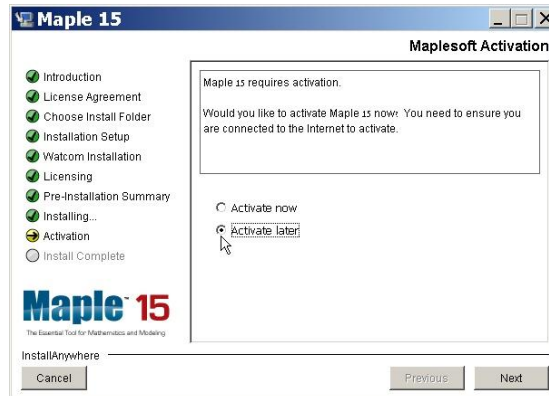 Maple 15
Maplesoft Activation
Introduction
License Agreement
Choose Install Folder
Installation Setup
Watcom Installation
Licensing
Pre-Installation Summary
Installing...
Activation
Install Complete
Maple 15 requires activation.
Would you like to activate Maple 15 now? You need to ensure you
are connected to the Internet to activate.
Activate now
Activate later
Maple 15
The Essential Tool for Mathematics and Modeling
InstallAnywhere
Cancel
Previous
Next